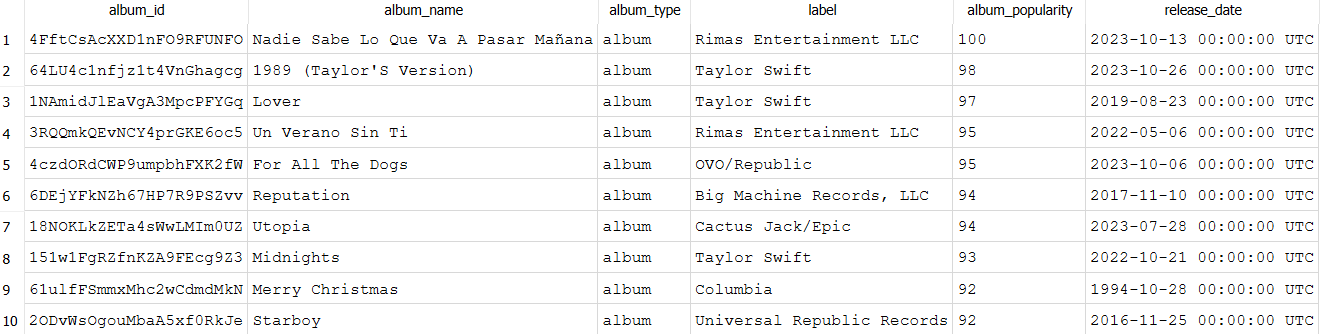 album_id album_name album_type label album_popularity release_date
1 4FftCsAcXXD1nFO9RFUNFO Nadie Sabe Lo Que Va A Pasar Mañana album Rimas Entertainment LLC 100 2023-10-13 00:00:00 UTC
2 64LU4c1nfjz1t4VnGhagcg 1989 (Taylor'S Version) album Taylor Swift 98 2023-10-26 00:00:00 UTC
3 1NAmidJlEaVgA3MpcPFYGq Lover album Taylor Swift 97 2019-08-23 00:00:00 UTC
4 3RQQmkQEvNCY4prGKE6oc5 Un Verano Sin Ti album Rimas Entertainment LLC 95 2022-05-06 00:00:00 UTC
5 4czdORdCWP9umpbhFXK2fW For All The Dogs album OVO/Republic 95 2023-10-06 00:00:00 UTC
6 6DEjYFkNZh67HP7R9PSZvv Reputation album Big Machine Records, LLC 94 2017-11-10 00:00:00 UTC
7 18NOKLkZETa4sWwLMIm0UZ Utopia album Cactus Jack/Epic 94 2023-07-28 00:00:00 UTC
8 151w1FgRZfnKZA9FEcg9Z3 Midnights album Taylor Swift 93 2022-10-21 00:00:00 UTC
9 61ulfFSmmxMhc2wCdmdMkN Merry Christmas album Columbia 92 1994-10-28 00:00:00 UTC
10 2ODvWsOgouMbaA5xf0RkJe Starboy album Universal Republic Records 92 2016-11-25 00:00:00 UTC